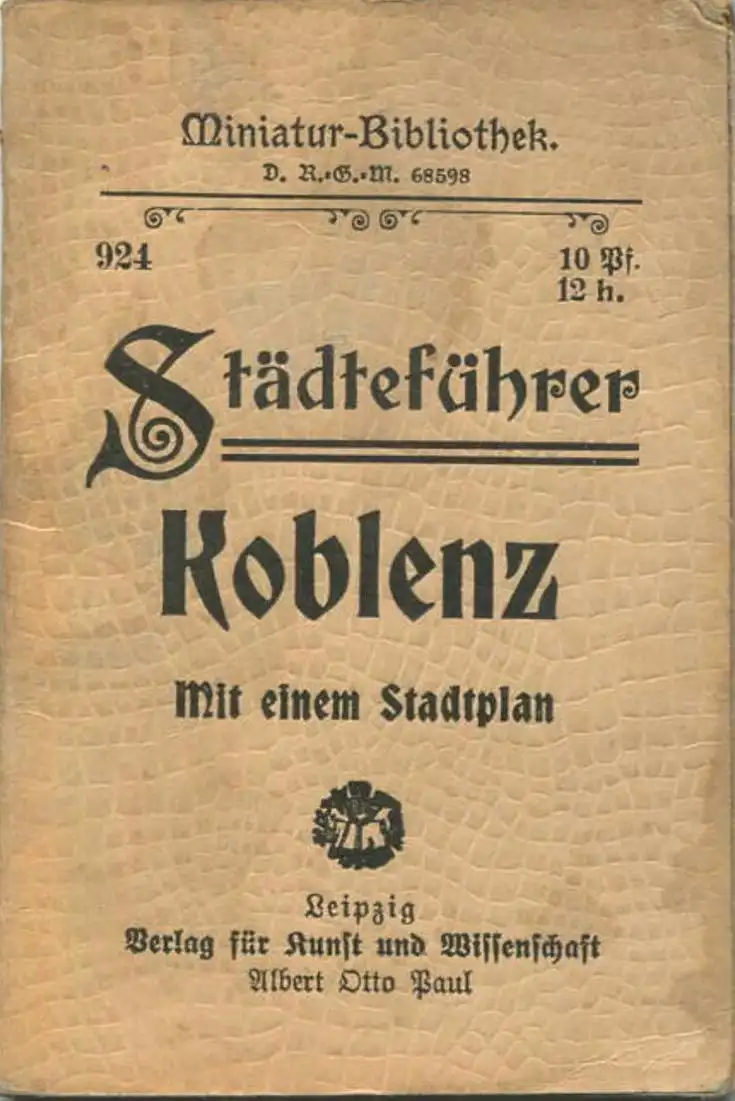 Miniatur-Bibliothek.
D. R.=G.=M. 68598
924
10 Pf.
12 h.
Städteführer
Koblenz
Mit einem Stadtplan
Leipzig
Verlag für Kunst und Wissenschaft
Albert Otto Paul